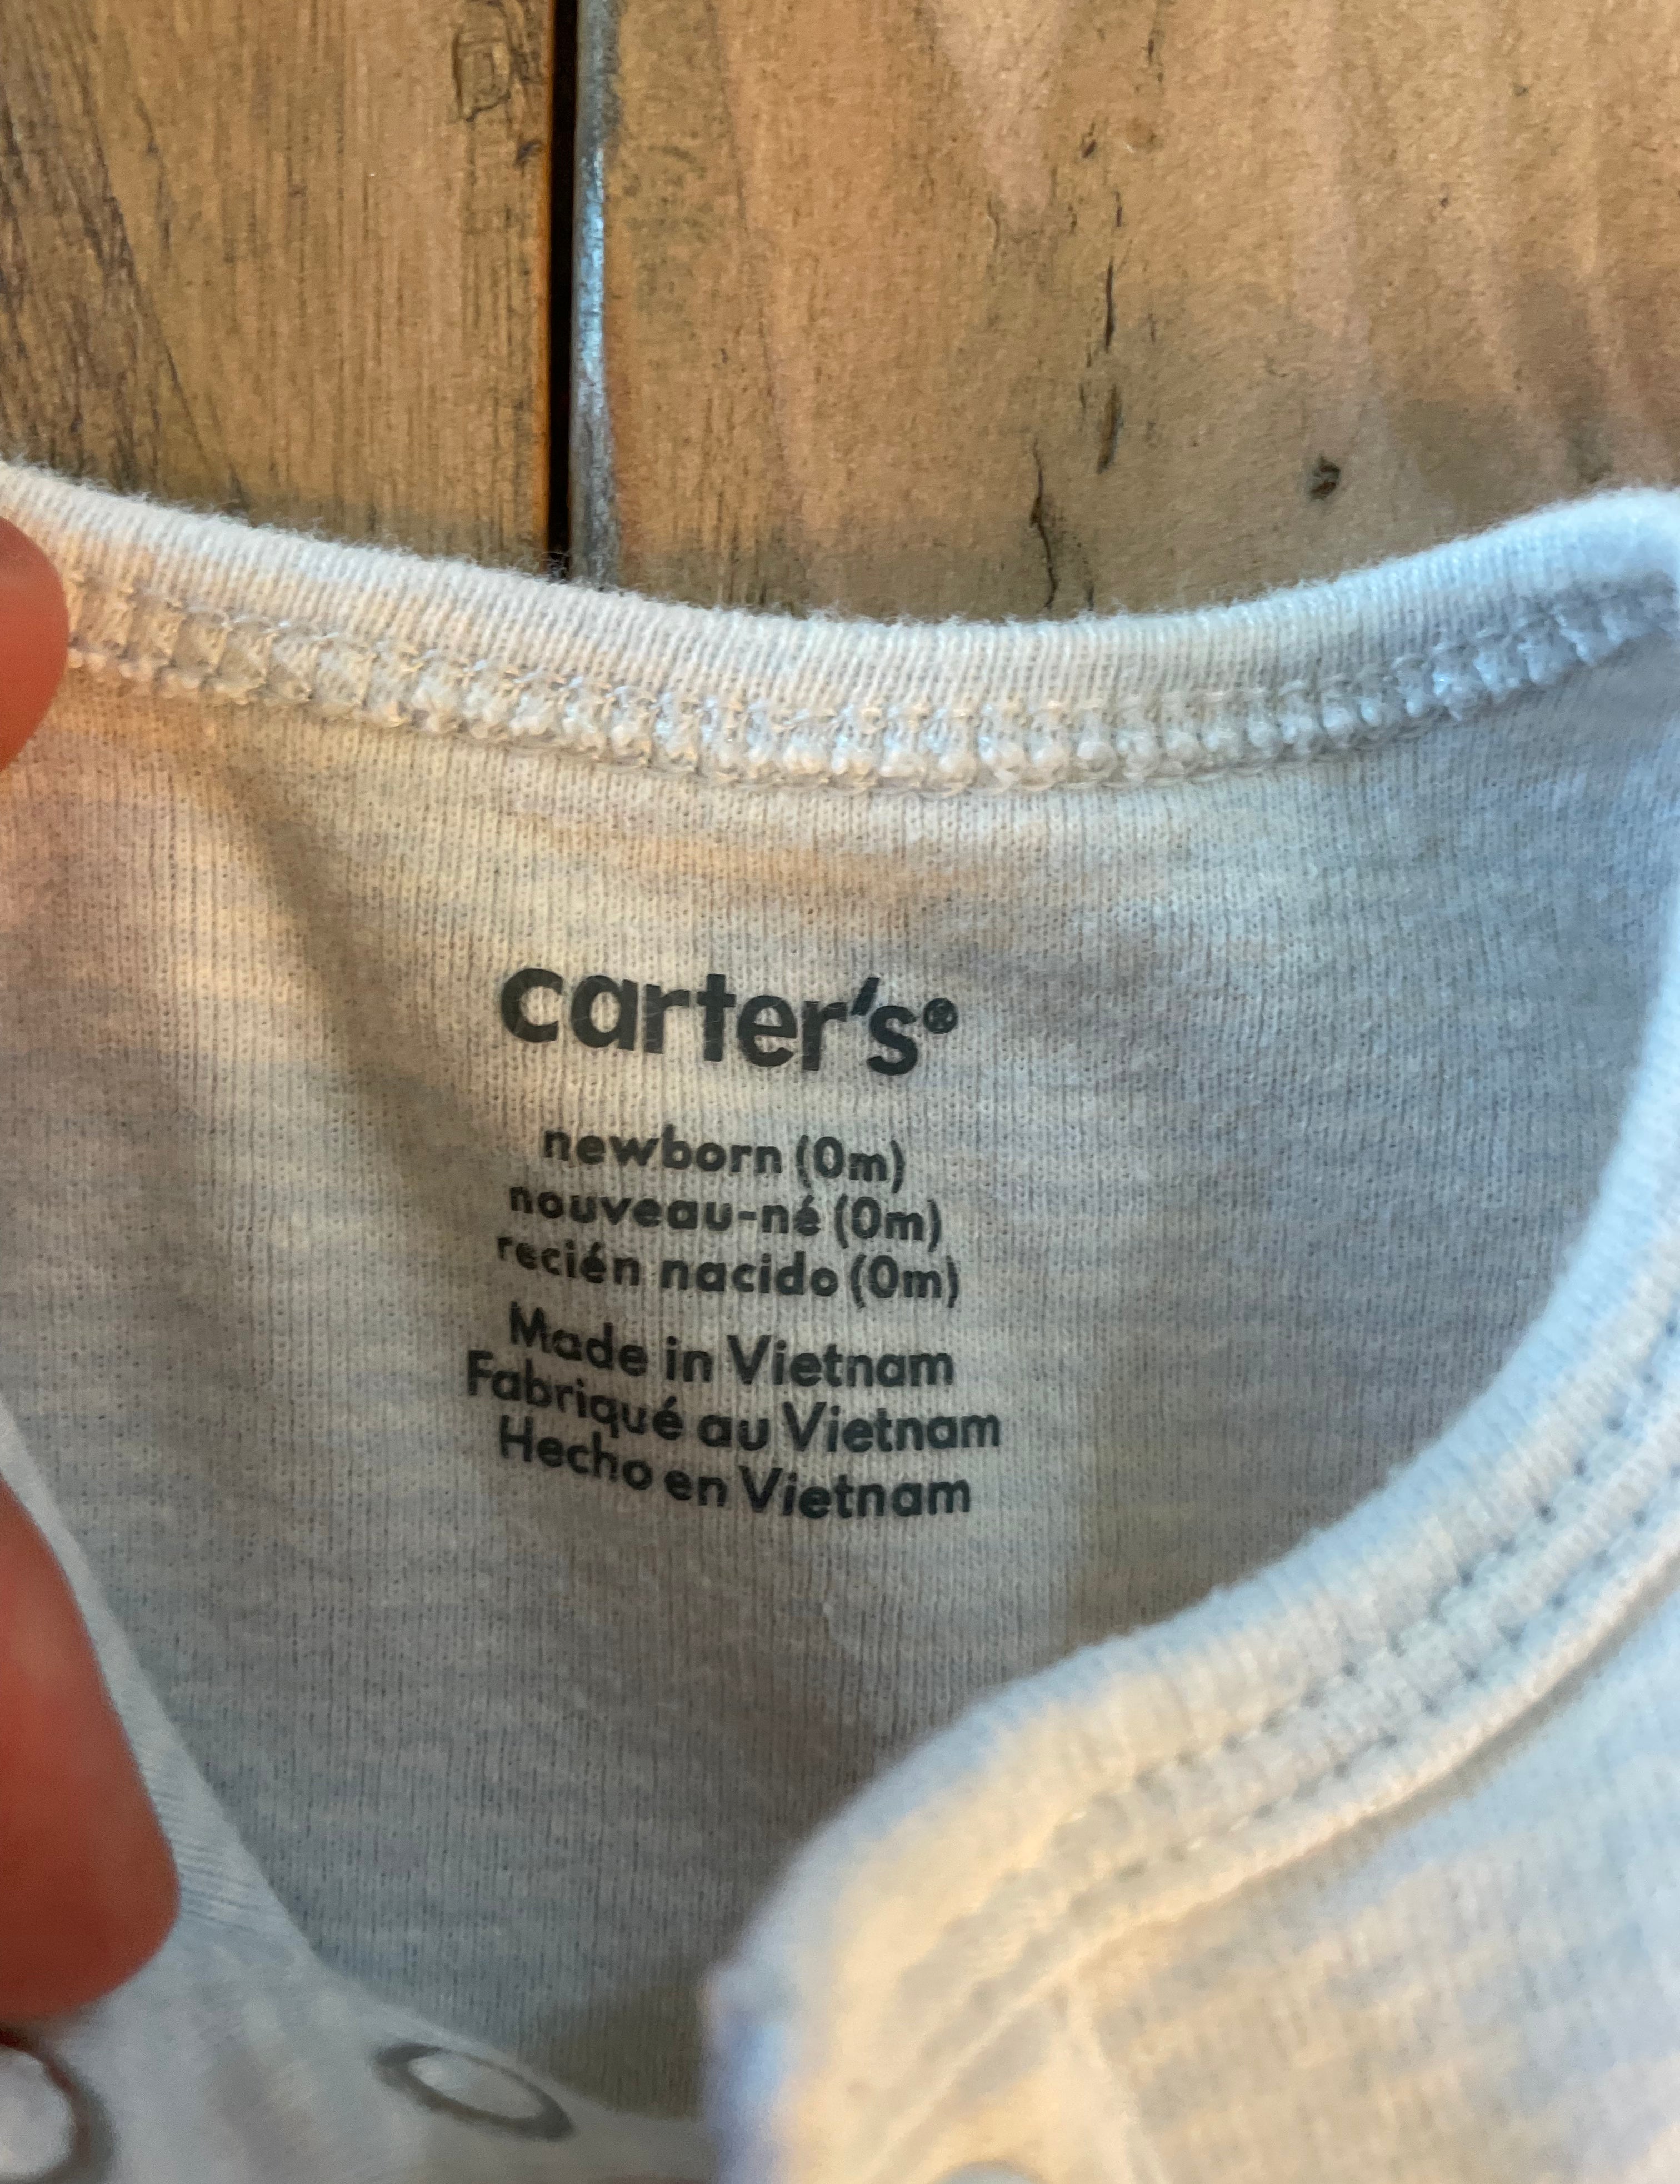 carter's®
newborn (0m)
nouveau-né (0m)
recién nacido (0m)
Made in Vietnam
Fabriqué au Vietnam
Hecho en Vietnam